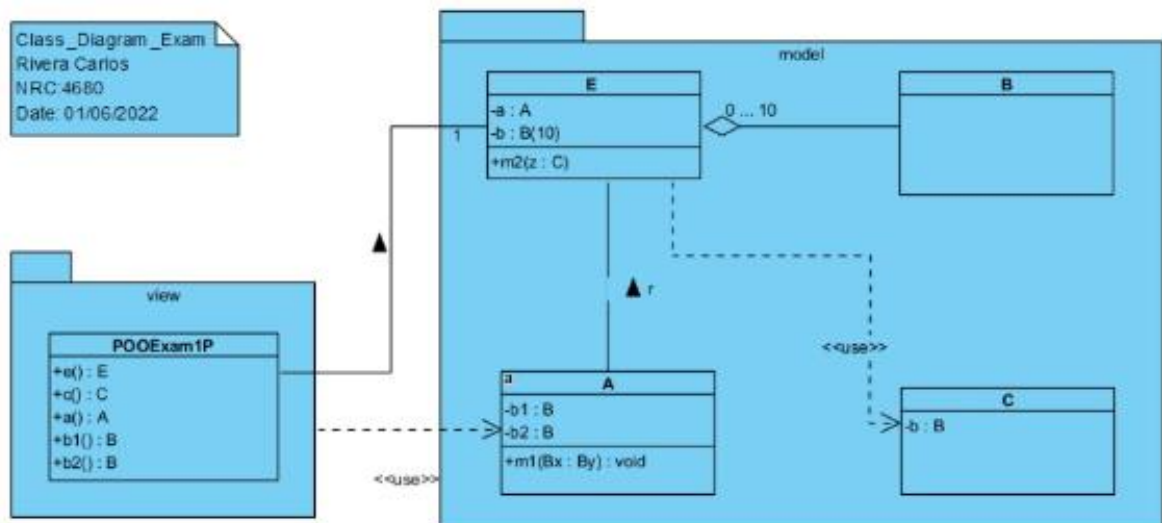 Class_Diagram_Exam
Rivera Carlos
NRC:4680
Date: 01/06/2022
model
E
-a : A
-b : B(10)
+m2(z : C)
1
0 ... 10
B
view
POOExam1P
+e() : E
+c() : C
+a() : A
+b1() : B
+b2() : B
r
<<use>>
a
A
-b1 : B
-b2 : B
+m1(Bx : By) : void
<<use>>
C
-b : B